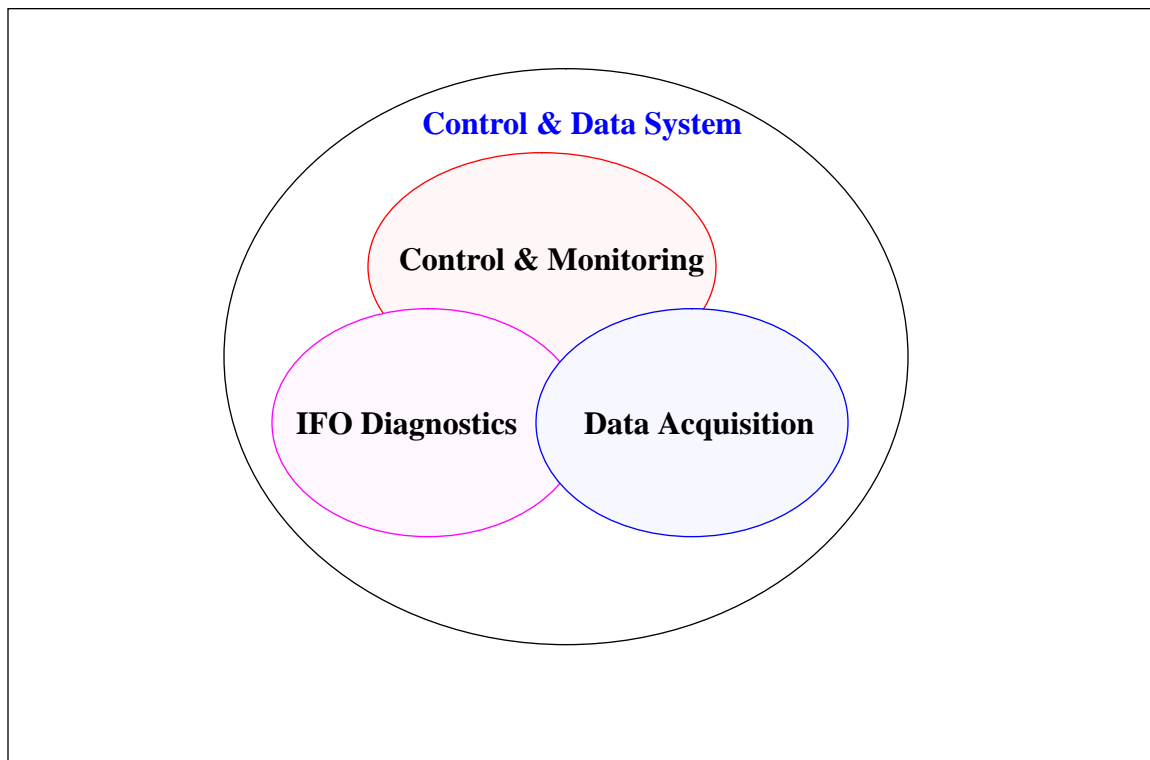 Control & Data System
Control & Monitoring
IFO Diagnostics
Data Acquisition